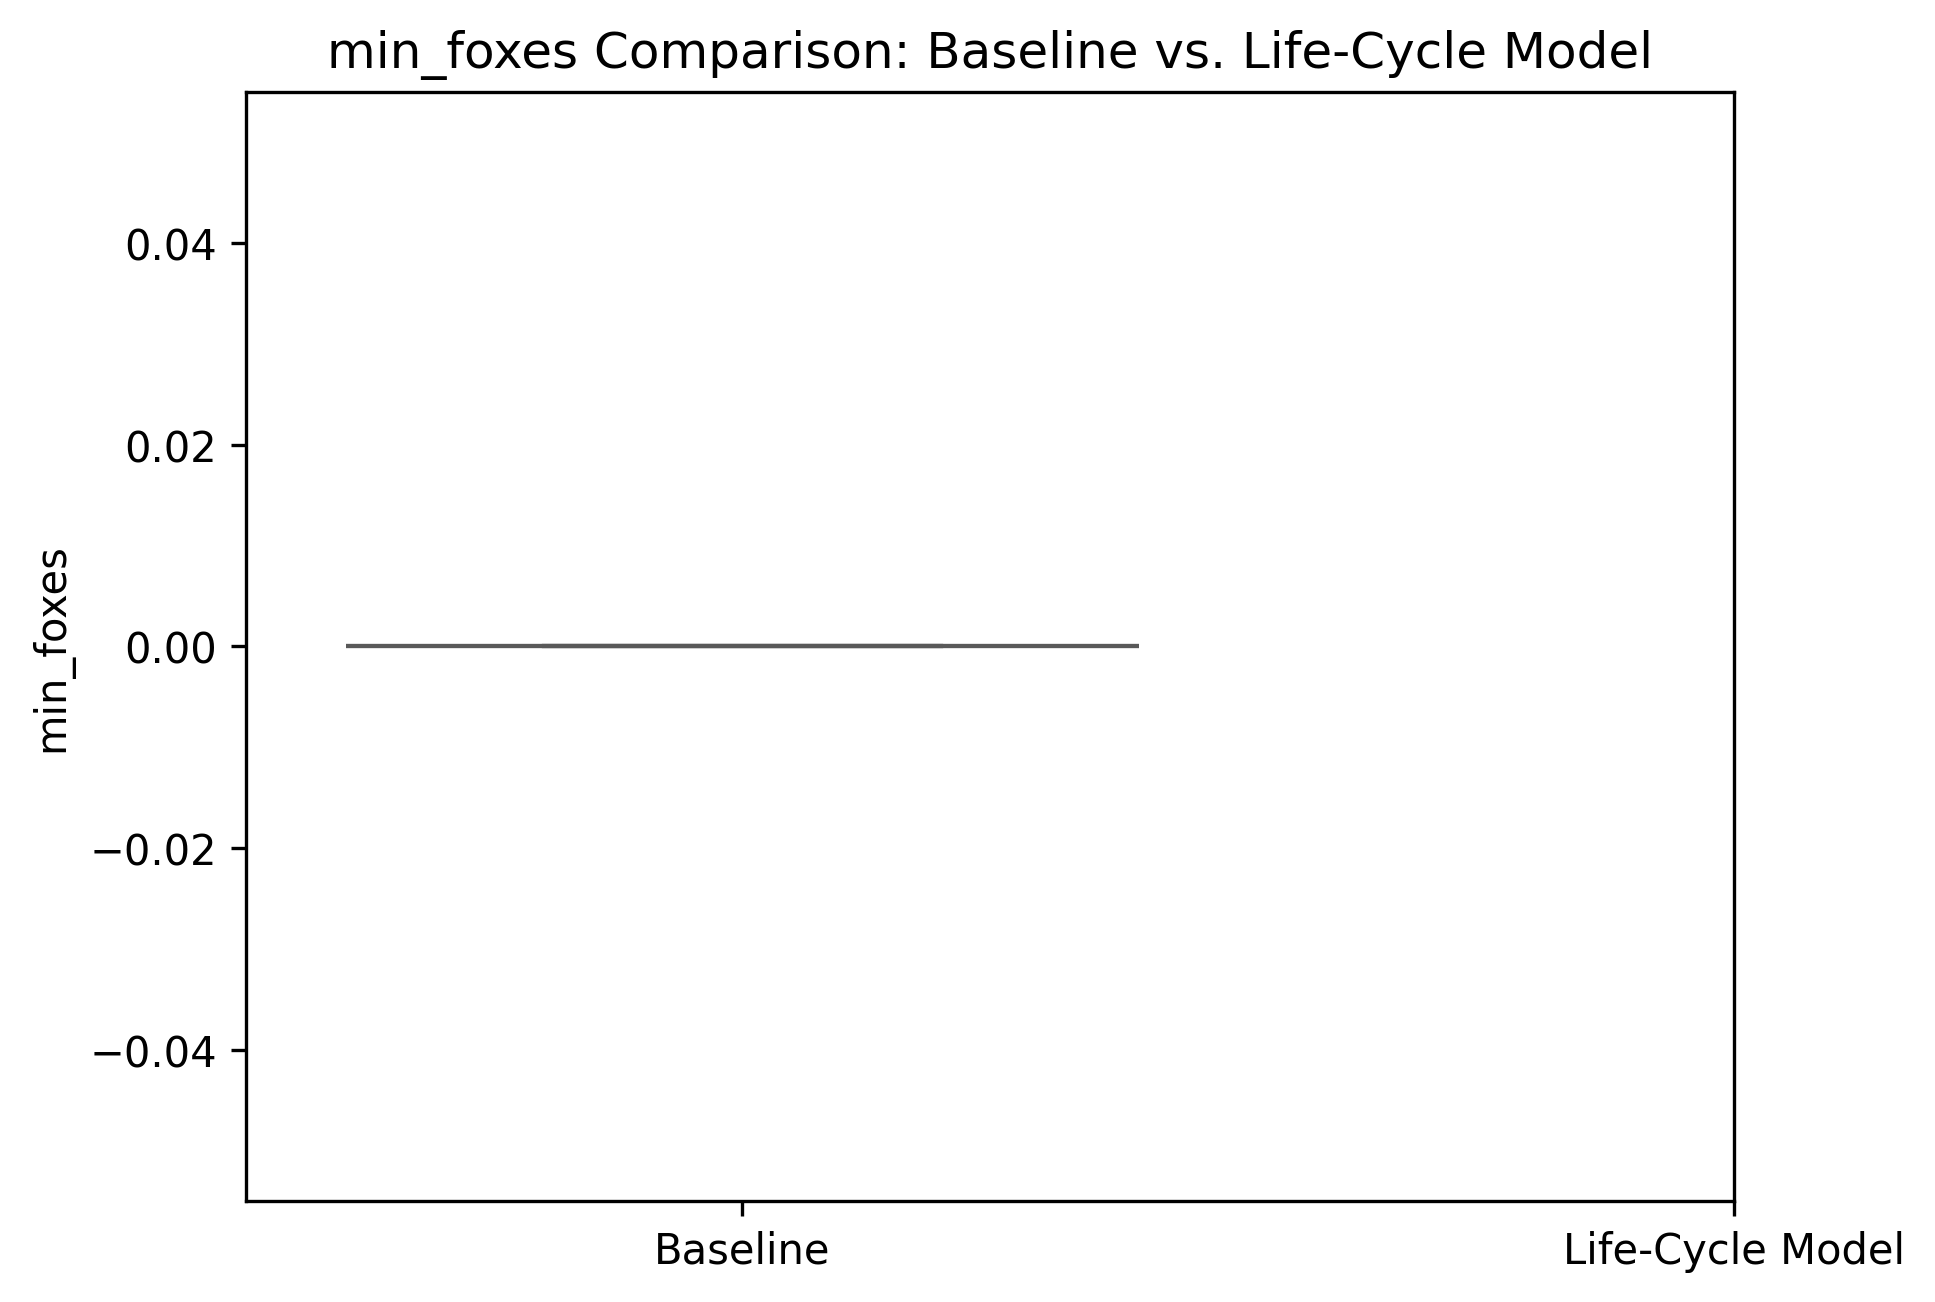 min_foxes Comparison: Baseline vs. Life-Cycle Model
0.04
0.02
0.00
−0.02
−0.04
min_foxes
Baseline
Life-Cycle Model